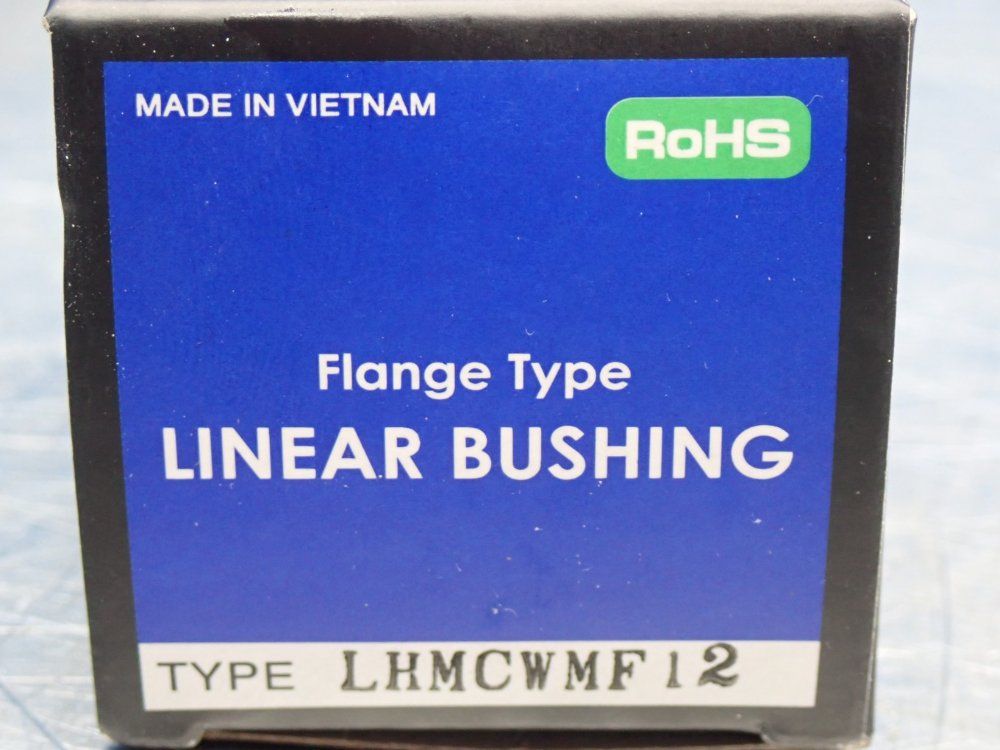 MADE IN VIETNAM
RoHS
Flange Type
LINEAR BUSHING
TYPE LHMCWMF12